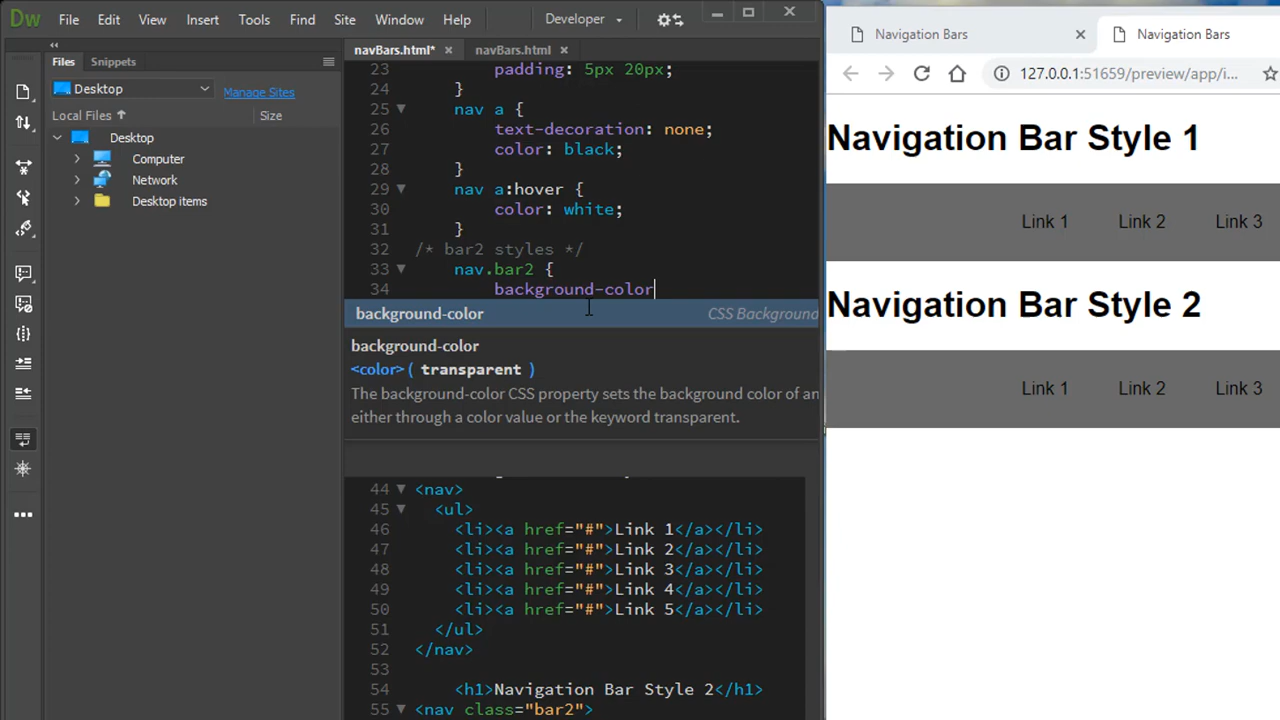 Dw File Edit View Insert Tools Find Site Window Help Developer
Files Snippets
Desktop Manage Sites
Local Files Size
Desktop
Computer
Network
Desktop items
navBars.html* navBars.html
23 padding: 5px 20px;
24 }
25 nav a {
26 text-decoration: none;
27 color: black;
28 }
29 nav a:hover {
30 color: white;
31 }
32 /* bar2 styles */
33 nav.bar2 {
34 background-color
background-color CSS Background
background-color
<color> ( transparent )
The background-color CSS property sets the background color of an
either through a color value or the keyword transparent.
44 <nav>
45 <ul>
46 <li><a href="#">Link 1</a></li>
47 <li><a href="#">Link 2</a></li>
48 <li><a href="#">Link 3</a></li>
49 <li><a href="#">Link 4</a></li>
50 <li><a href="#">Link 5</a></li>
51 </ul>
52 </nav>
53
54 <h1>Navigation Bar Style 2</h1>
55 <nav class="bar2">
Navigation Bars Navigation Bars
127.0.0.1:51659/preview/app/i...
Navigation Bar Style 1
Link 1 Link 2 Link 3
Navigation Bar Style 2
Link 1 Link 2 Link 3